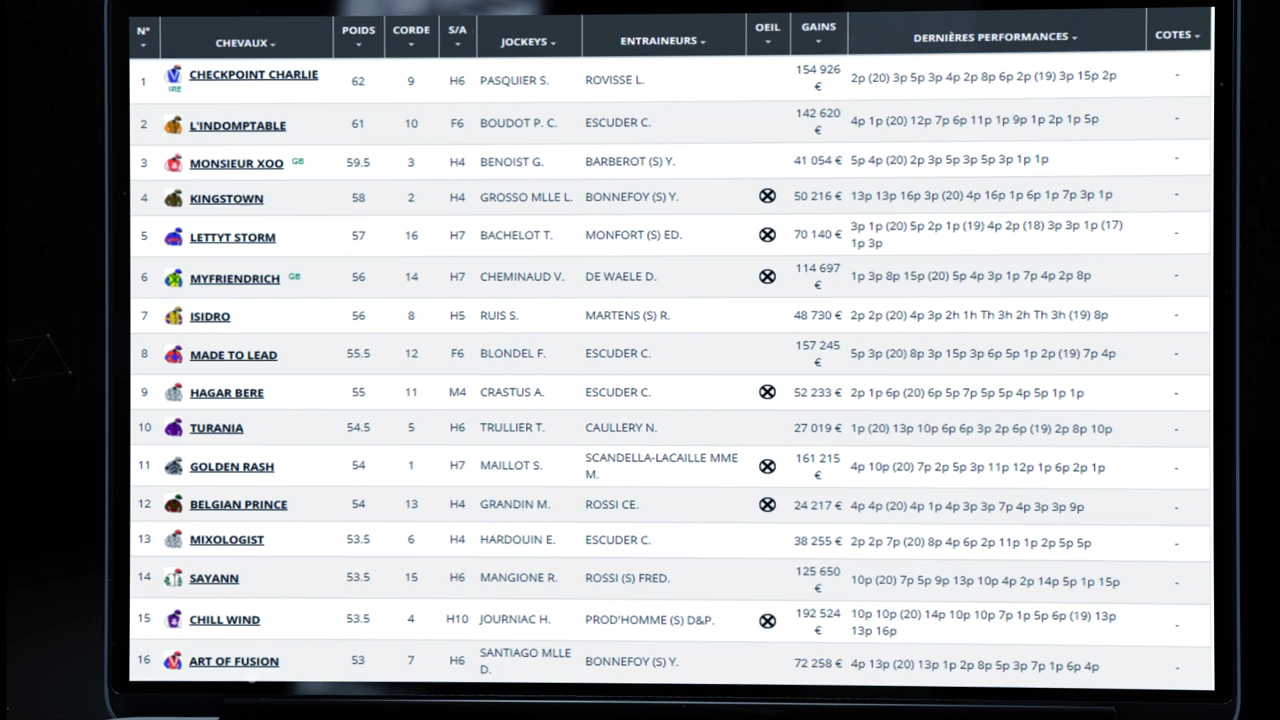 N° CHEVAUX POIDS CORDE S/A JOCKEYS ENTRAINEURS OEIL GAINS DERNIÈRES PERFORMANCES COTES
1 CHECKPOINT CHARLIE IRE 62 9 H6 PASQUIER S. ROVISSE L. 154 926 € 2p (20) 3p 5p 3p 4p 2p 8p 6p 2p (19) 3p 15p 2p -
2 L'INDOMPTABLE 61 10 F6 BOUDOT P. C. ESCUDER C. 142 620 € 4p 1p (20) 12p 7p 6p 11p 1p 9p 1p 2p 1p 5p -
3 MONSIEUR XOO GB 59.5 3 H4 BENOIST G. BARBEROT (S) Y. 41 054 € 5p 4p (20) 2p 3p 5p 3p 5p 3p 1p 1p -
4 KINGSTOWN 58 2 H4 GROSSO MLLE L. BONNEFOY (S) Y. 50 216 € 13p 13p 16p 3p (20) 4p 16p 1p 6p 1p 7p 3p 1p -
5 LETTYT STORM 57 16 H7 BACHELOT T. MONFORT (S) ED. 70 140 € 3p 1p (20) 5p 2p 1p (19) 4p 2p (18) 3p 3p 1p (17) -
1p 3p
6 MYFRIENDRICH GB 56 14 H7 CHEMINAUD V. DE WAELE D. 114 697 € 1p 3p 8p 15p (20) 5p 4p 3p 1p 7p 4p 2p 8p -
7 ISIDRO 56 8 H5 RUIS S. MARTENS (S) R. 48 730 € 2p 2p (20) 4p 3p 2h 1h Th 3h 2h Th 3h (19) 8p -
8 MADE TO LEAD 55.5 12 F6 BLONDEL F. ESCUDER C. 157 245 € 5p 3p (20) 8p 3p 15p 3p 6p 5p 1p 2p (19) 7p 4p -
9 HAGAR BERE 55 11 M4 CRASTUS A. ESCUDER C. 52 233 € 2p 1p 6p (20) 6p 5p 7p 5p 5p 4p 5p 1p 1p -
10 TURANIA 54.5 5 H6 TRULLIER T. CAULLERY N. 27 019 € 1p (20) 13p 10p 6p 6p 3p 2p 6p (19) 2p 8p 10p -
11 GOLDEN RASH 54 1 H7 MAILLOT S. SCANDELLA-LACAILLE MME 161 215 € 4p 10p (20) 7p 2p 5p 3p 11p 12p 1p 6p 2p 1p -
M.
12 BELGIAN PRINCE 54 13 H4 GRANDIN M. ROSSI CE. 24 217 € 4p 4p (20) 4p 1p 4p 3p 3p 7p 4p 3p 3p 9p -
13 MIXOLOGIST 53.5 6 H4 HARDOUIN E. ESCUDER C. 38 255 € 2p 2p 7p (20) 8p 4p 6p 2p 11p 1p 2p 5p 5p -
14 SAYANN 53.5 15 H6 MANGIONE R. ROSSI (S) FRED. 125 650 € 10p (20) 7p 5p 9p 13p 10p 4p 2p 14p 5p 1p 15p -
15 CHILL WIND 53.5 4 H10 JOURNIAC H. PROD'HOMME (S) D&P. 192 524 € 10p 10p (20) 14p 10p 10p 7p 1p 5p 6p (19) 13p -
13p 16p
16 ART OF FUSION 53 7 H6 SANTIAGO MLLE BONNEFOY (S) Y. 72 258 € 4p 13p (20) 13p 1p 2p 8p 5p 3p 7p 1p 6p 4p -
D.